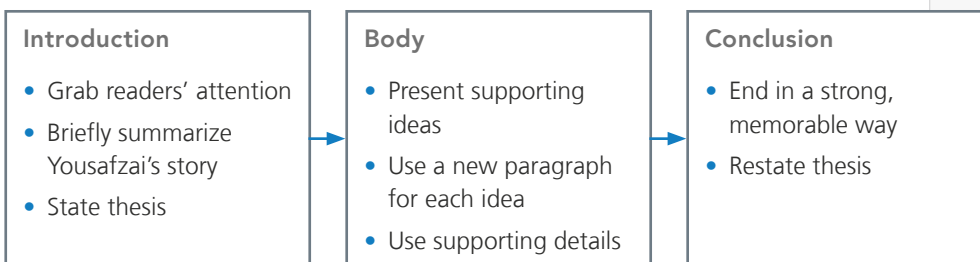 Introduction
• Grab readers’ attention
• Briefly summarize
Yousafzai’s story
• State thesis
Body
• Present supporting
ideas
• Use a new paragraph
for each idea
• Use supporting details
Conclusion
• End in a strong,
memorable way
• Restate thesis